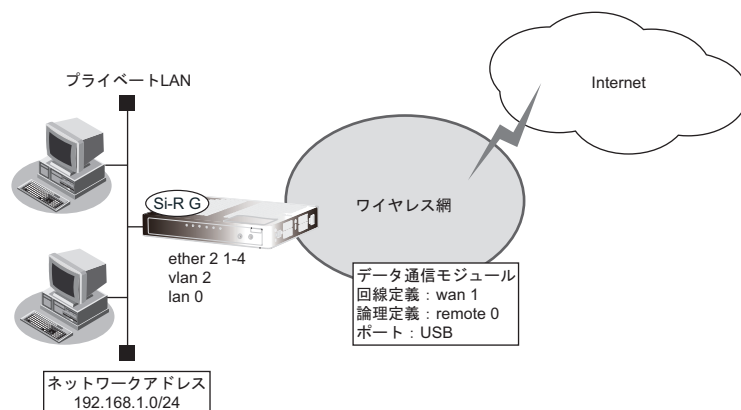 プライベートLAN
Internet
Si-R G
ワイヤレス網
ether 2 1-4
vlan 2
lan 0
データ通信モジュール
回線定義：wan 1
論理定義：remote 0
ポート：USB
ネットワークアドレス
192.168.1.0/24